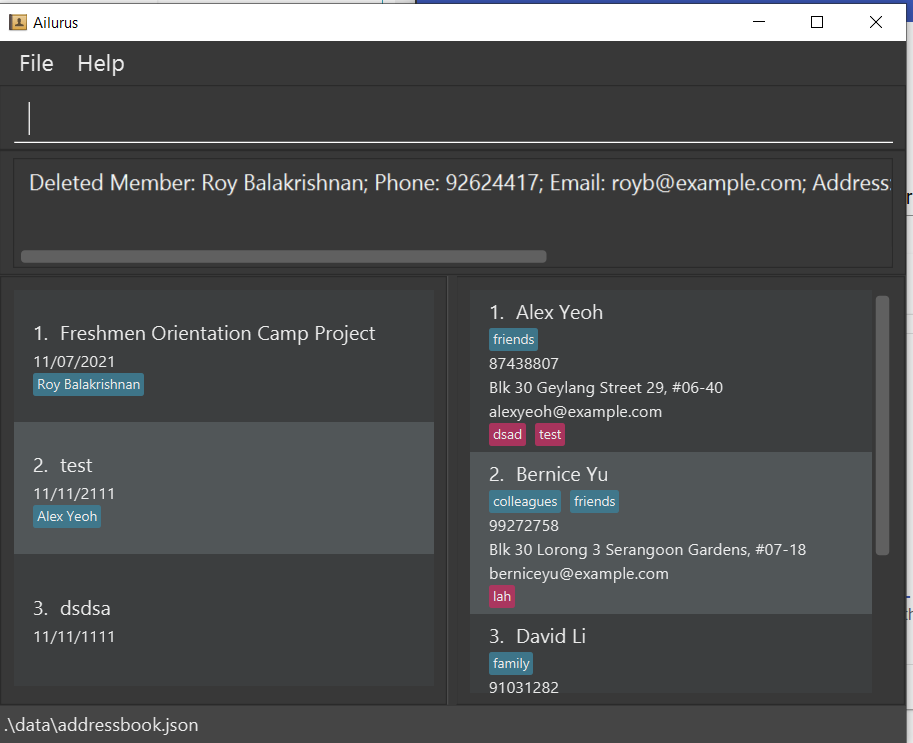 Ailurus
File Help
Deleted Member: Roy Balakrishnan; Phone: 92624417; Email: royb@example.com; Address:
1. Freshmen Orientation Camp Project
11/07/2021
Roy Balakrishnan
2. test
11/11/2111
Alex Yeoh
3. dsdsa
11/11/1111
1. Alex Yeoh
friends
87438807
Blk 30 Geylang Street 29, #06-40
alexyeoh@example.com
dsad test
2. Bernice Yu
colleagues friends
99272758
Blk 30 Lorong 3 Serangoon Gardens, #07-18
berniceyu@example.com
lah
3. David Li
family
91031282
.\data\addressbook.json